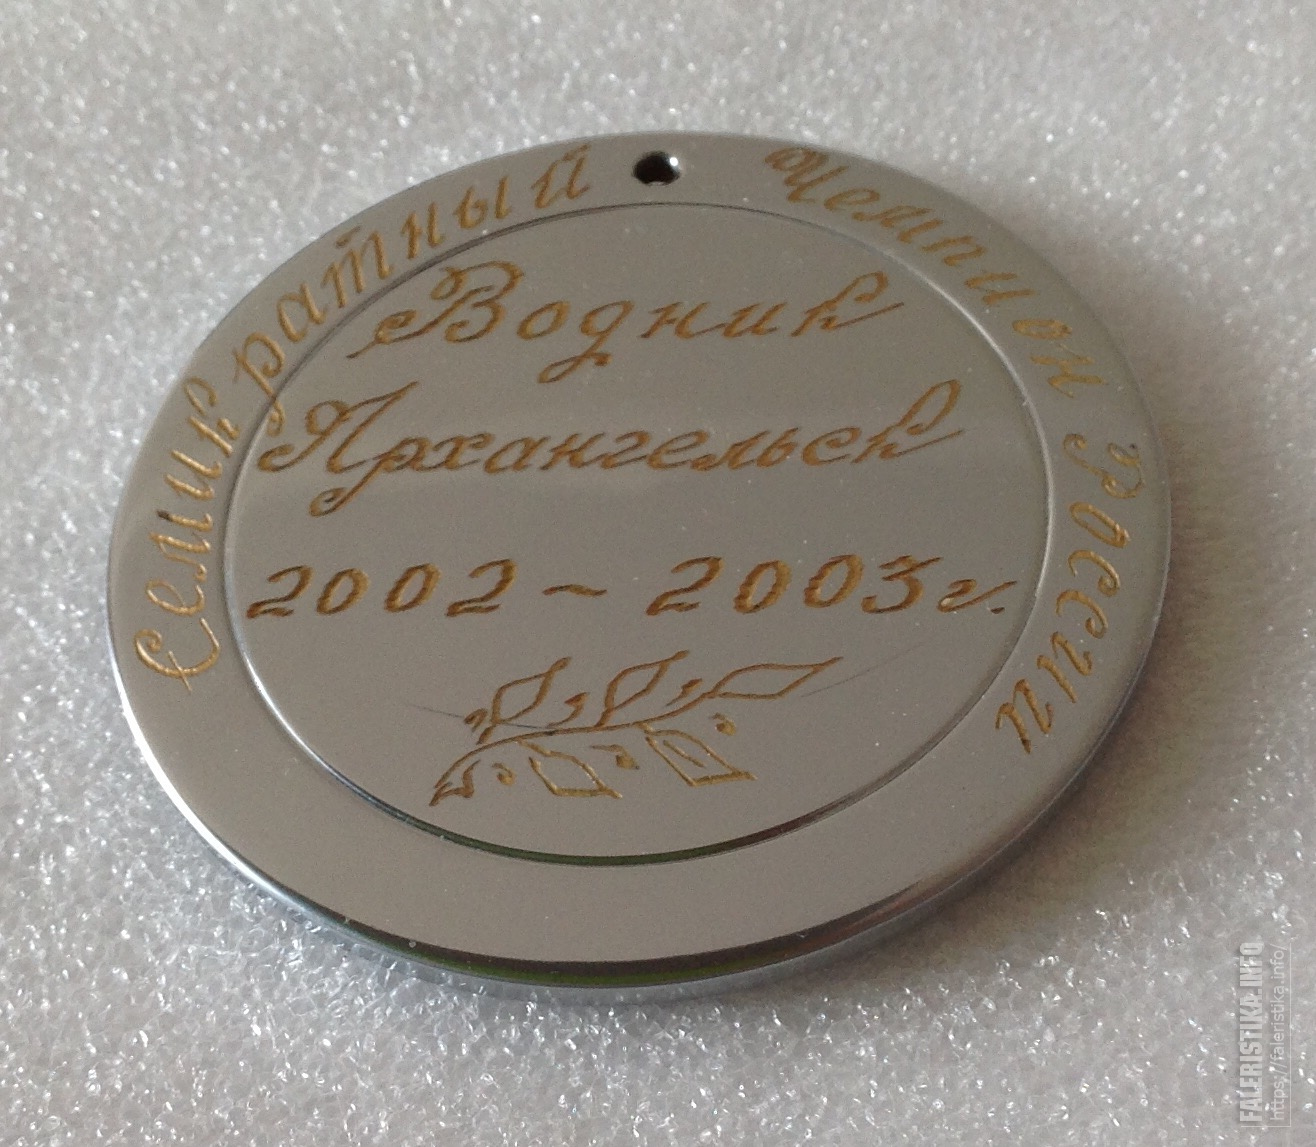 Семикратный Чемпион России
Водник
Архангельск
2002~2003г.
FALERISTIKA.INFO
https://faleristika.info/